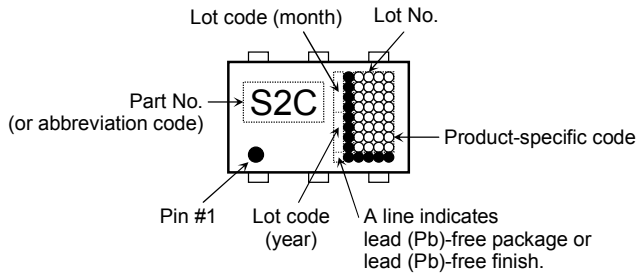 Lot code (month)
Lot No.
Part No.
(or abbreviation code)
S2C
Product-specific code
Pin #1
Lot code
(year)
A line indicates
lead (Pb)-free package or
lead (Pb)-free finish.